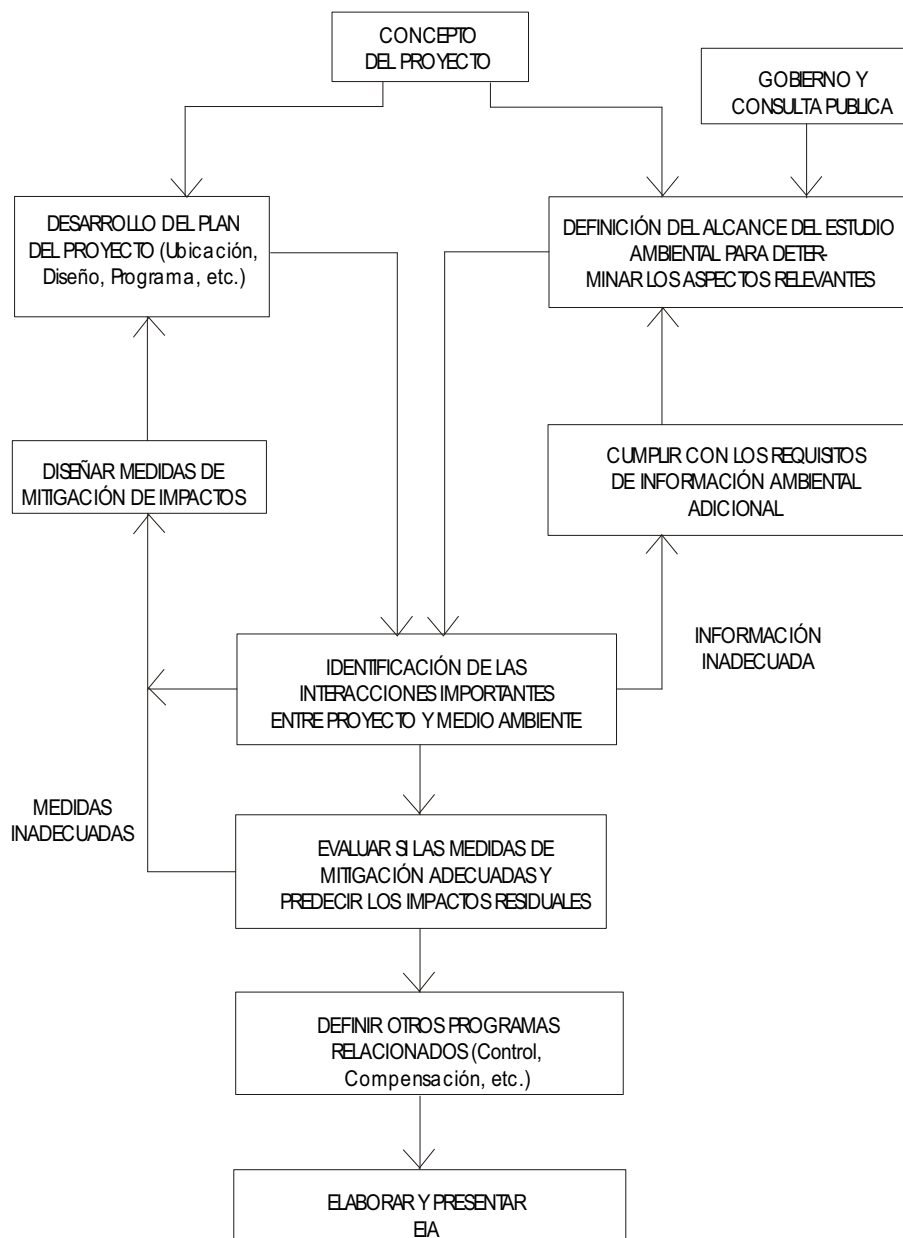 CONCEPTO
DEL PROYECTO
GOBIERNO Y
CONSULTA PUBLICA
DESARROLLO DEL PLAN
DEL PROYECTO (Ubicación,
Diseño, Programa, etc.)
DEFINICIÓN DEL ALCANCE DEL ESTUDIO
AMBIENTAL PARA DETER-
MINAR LOS ASPECTOS RELEVANTES
DISEÑAR MEDIDAS DE
MITIGACIÓN DE IMPACTOS
CUMPLIR CON LOS REQUISITOS
DE INFORMACIÓN AMBIENTAL
ADICIONAL
INFORMACIÓN
INADECUADA
IDENTIFICACIÓN DE LAS
INTERACCIONES IMPORTANTES
ENTRE PROYECTO Y MEDIO AMBIENTE
MEDIDAS
INADECUADAS
EVALUAR SI LAS MEDIDAS DE
MITIGACIÓN ADECUADAS Y
PREDECIR LOS IMPACTOS RESIDUALES
DEFINIR OTROS PROGRAMAS
RELACIONADOS (Control,
Compensación, etc.)
ELABORAR Y PRESENTAR
EIA